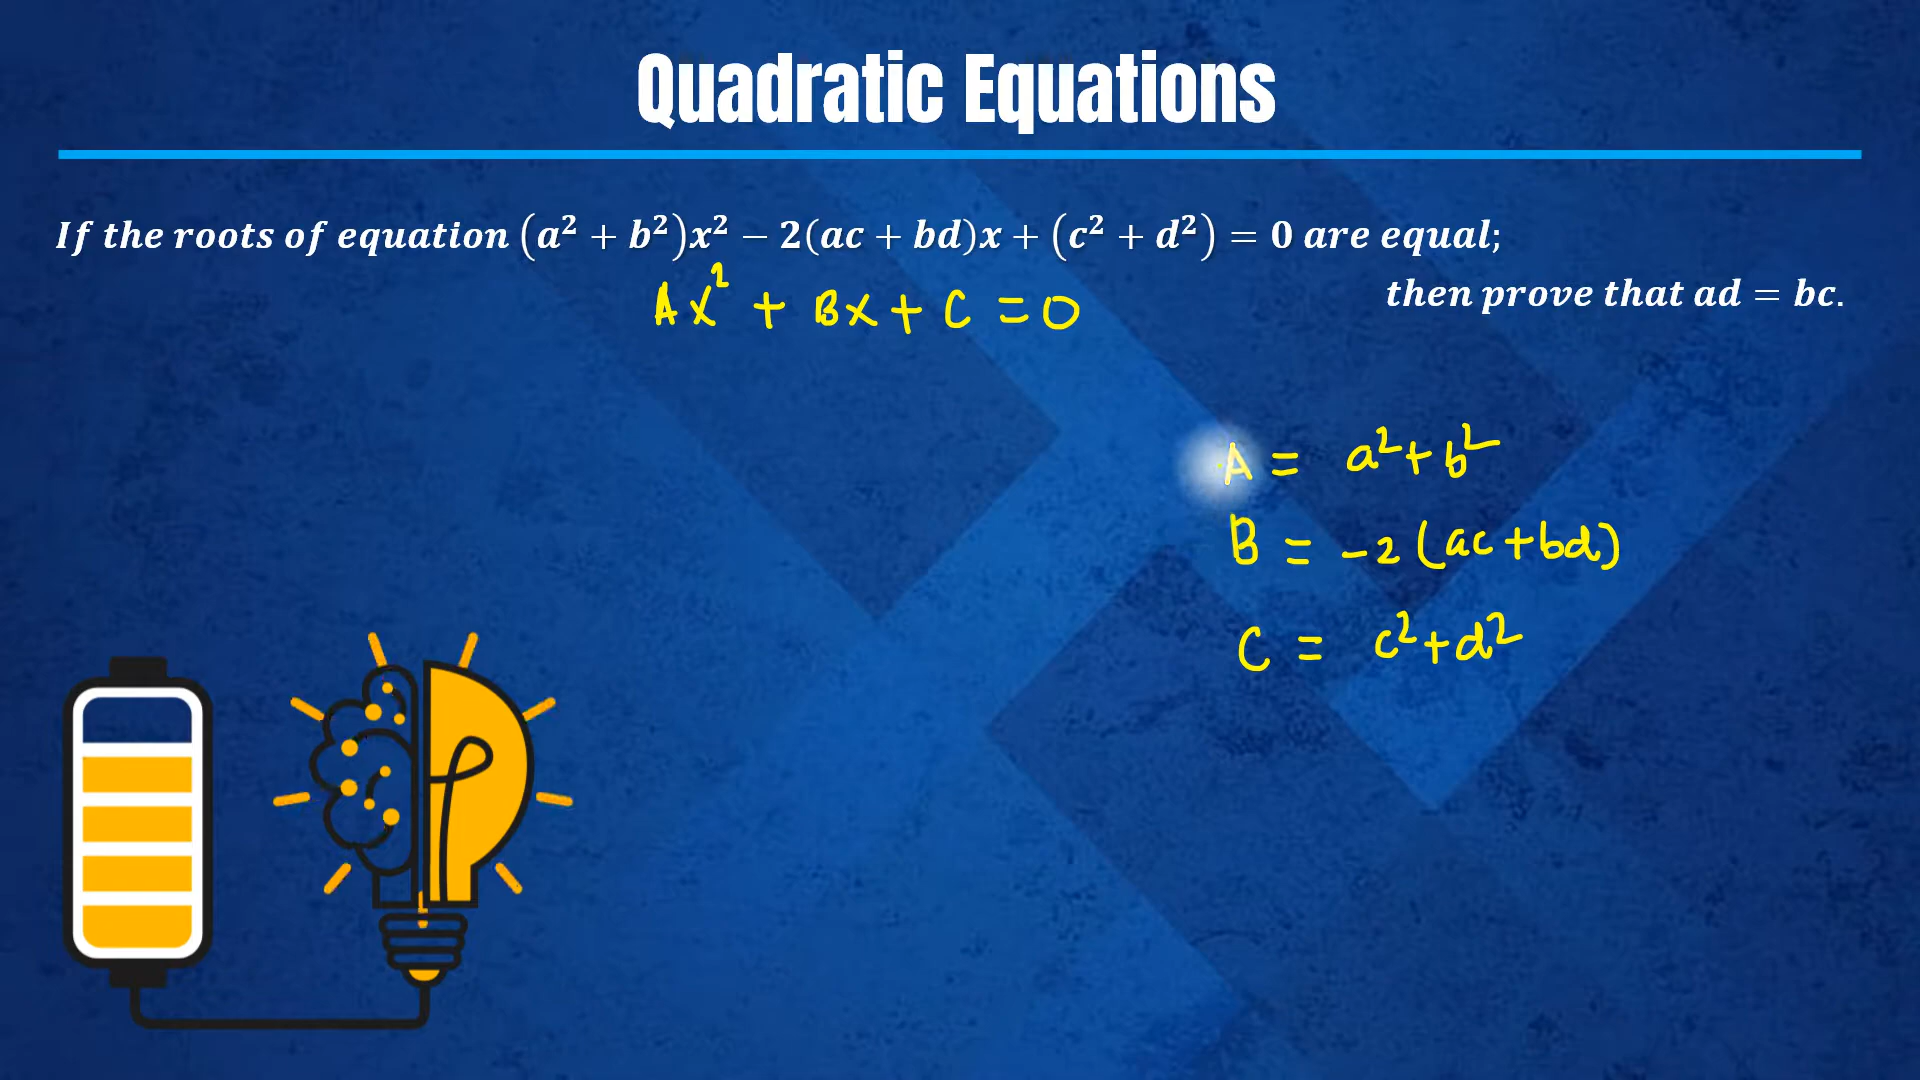 Quadratic Equations
If the roots of equation (a² + b²)x² − 2(ac + bd)x + (c² + d²) = 0 are equal;
then prove that ad = bc.
Ax² + Bx + C = 0
A = a² + b²
B = -2 (ac + bd)
C = c² + d²